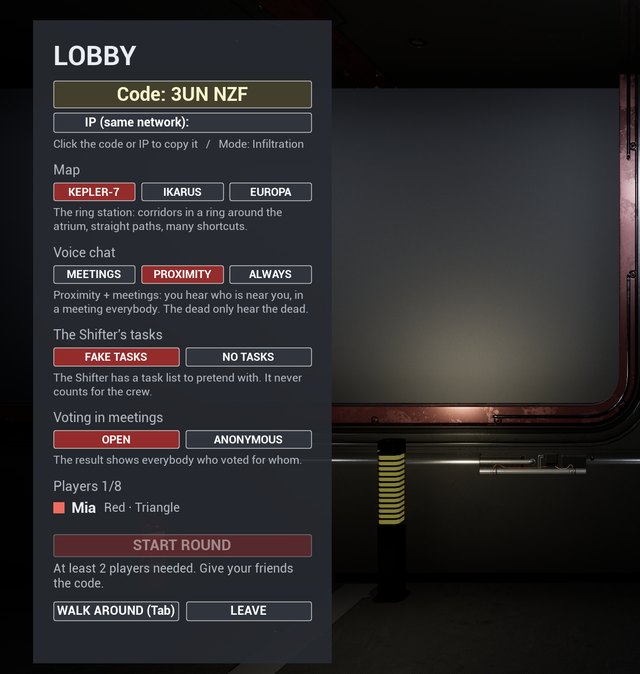 LOBBY
Code: 3UN NZF
IP (same network):
Click the code or IP to copy it / Mode: Infiltration
Map
KEPLER-7 IKARUS EUROPA
The ring station: corridors in a ring around the
atrium, straight paths, many shortcuts.
Voice chat
MEETINGS PROXIMITY ALWAYS
Proximity + meetings: you hear who is near you, in
a meeting everybody. The dead only hear the dead.
The Shifter's tasks
FAKE TASKS NO TASKS
The Shifter has a task list to pretend with. It never
counts for the crew.
Voting in meetings
OPEN ANONYMOUS
The result shows everybody who voted for whom.
Players 1/8
Mia Red · Triangle
START ROUND
At least 2 players needed. Give your friends
the code.
WALK AROUND (Tab) LEAVE